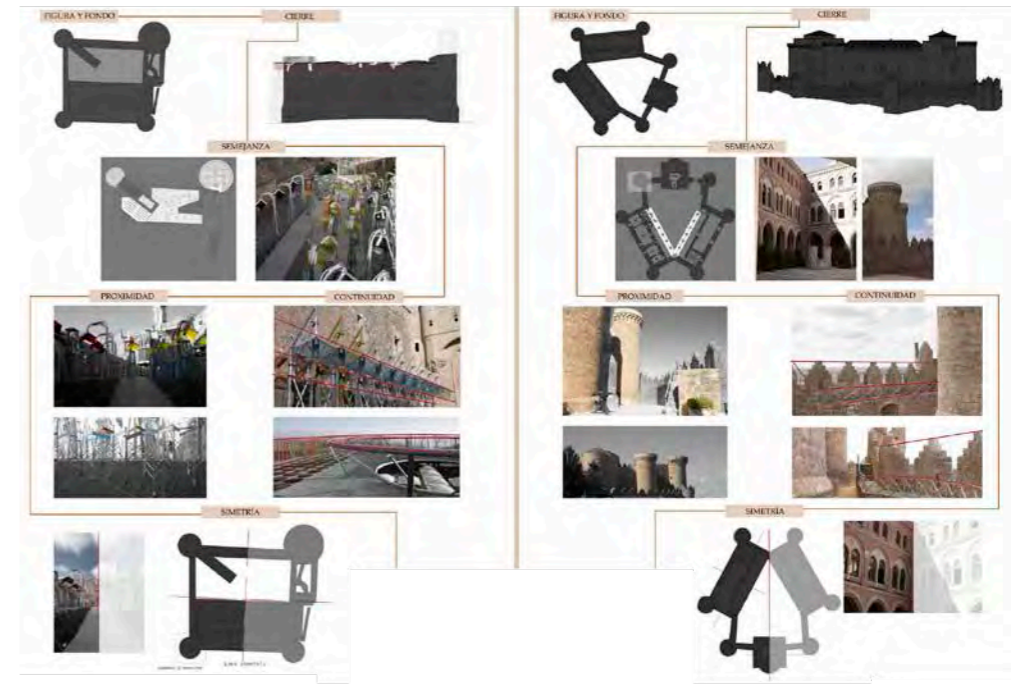 FIGURA Y FONDO
CIERRE
SEMEJANZA
PROXIMIDAD
CONTINUIDAD
SIMETRÍA
FIGURA Y FONDO
CIERRE
SEMEJANZA
PROXIMIDAD
CONTINUIDAD
SIMETRÍA